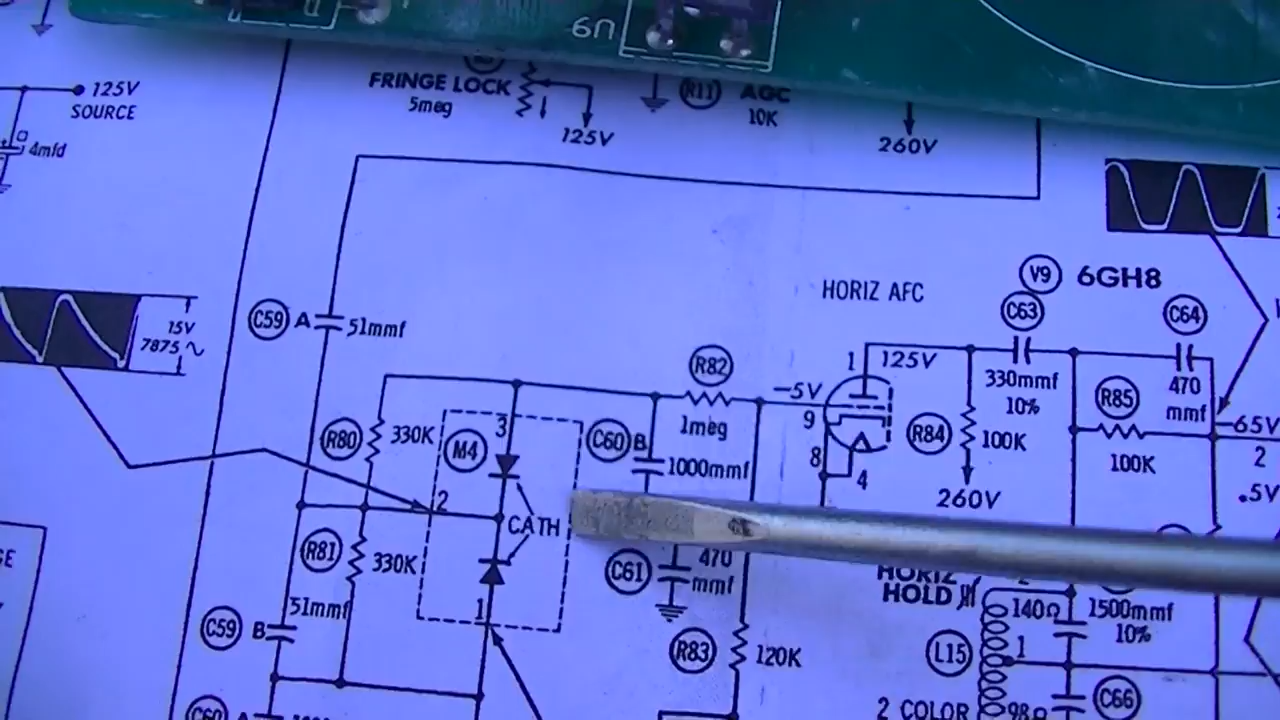 6n
125V
SOURCE
4mfd
FRINGE LOCK
5meg
125V
R11
AGC
10K
260V
15V
7875
C59 A
51mmf
HORIZ AFC
V9 6GH8
C63
C64
R80
330K
M4
3
2
CATH
1
R81
330K
C60 B
1000mmf
R82
1meg
-5V
9
8
4
1
125V
330mmf
10%
470
mmf
R84
100K
260V
R85
100K
-65V
2
.5V
C59 B
51mmf
C61
470
mmf
R83
120K
HORIZ
HOLD
140Ω
1500mmf
10%
L15
1
2 COLOR
98Ω
C66
C60 A